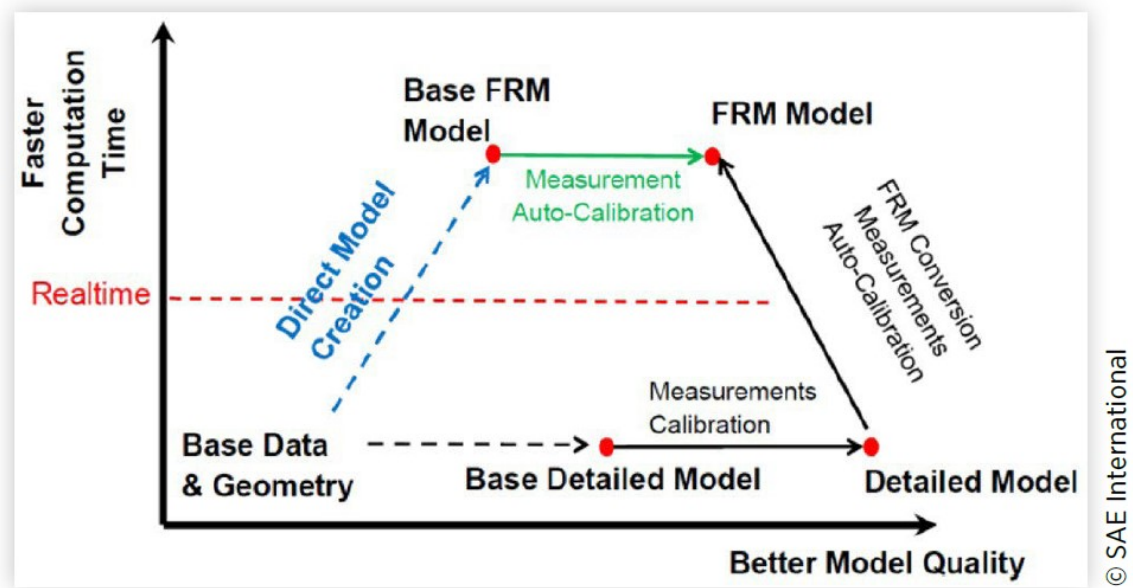 Faster
Computation
Time
Base FRM
Model
FRM Model
Measurement
Auto-Calibration
Direct Model
Creation
FRM Conversion
Measurements
Auto-Calibration
Realtime
Measurements
Calibration
Base Data
& Geometry
Base Detailed Model
Detailed Model
Better Model Quality
© SAE International